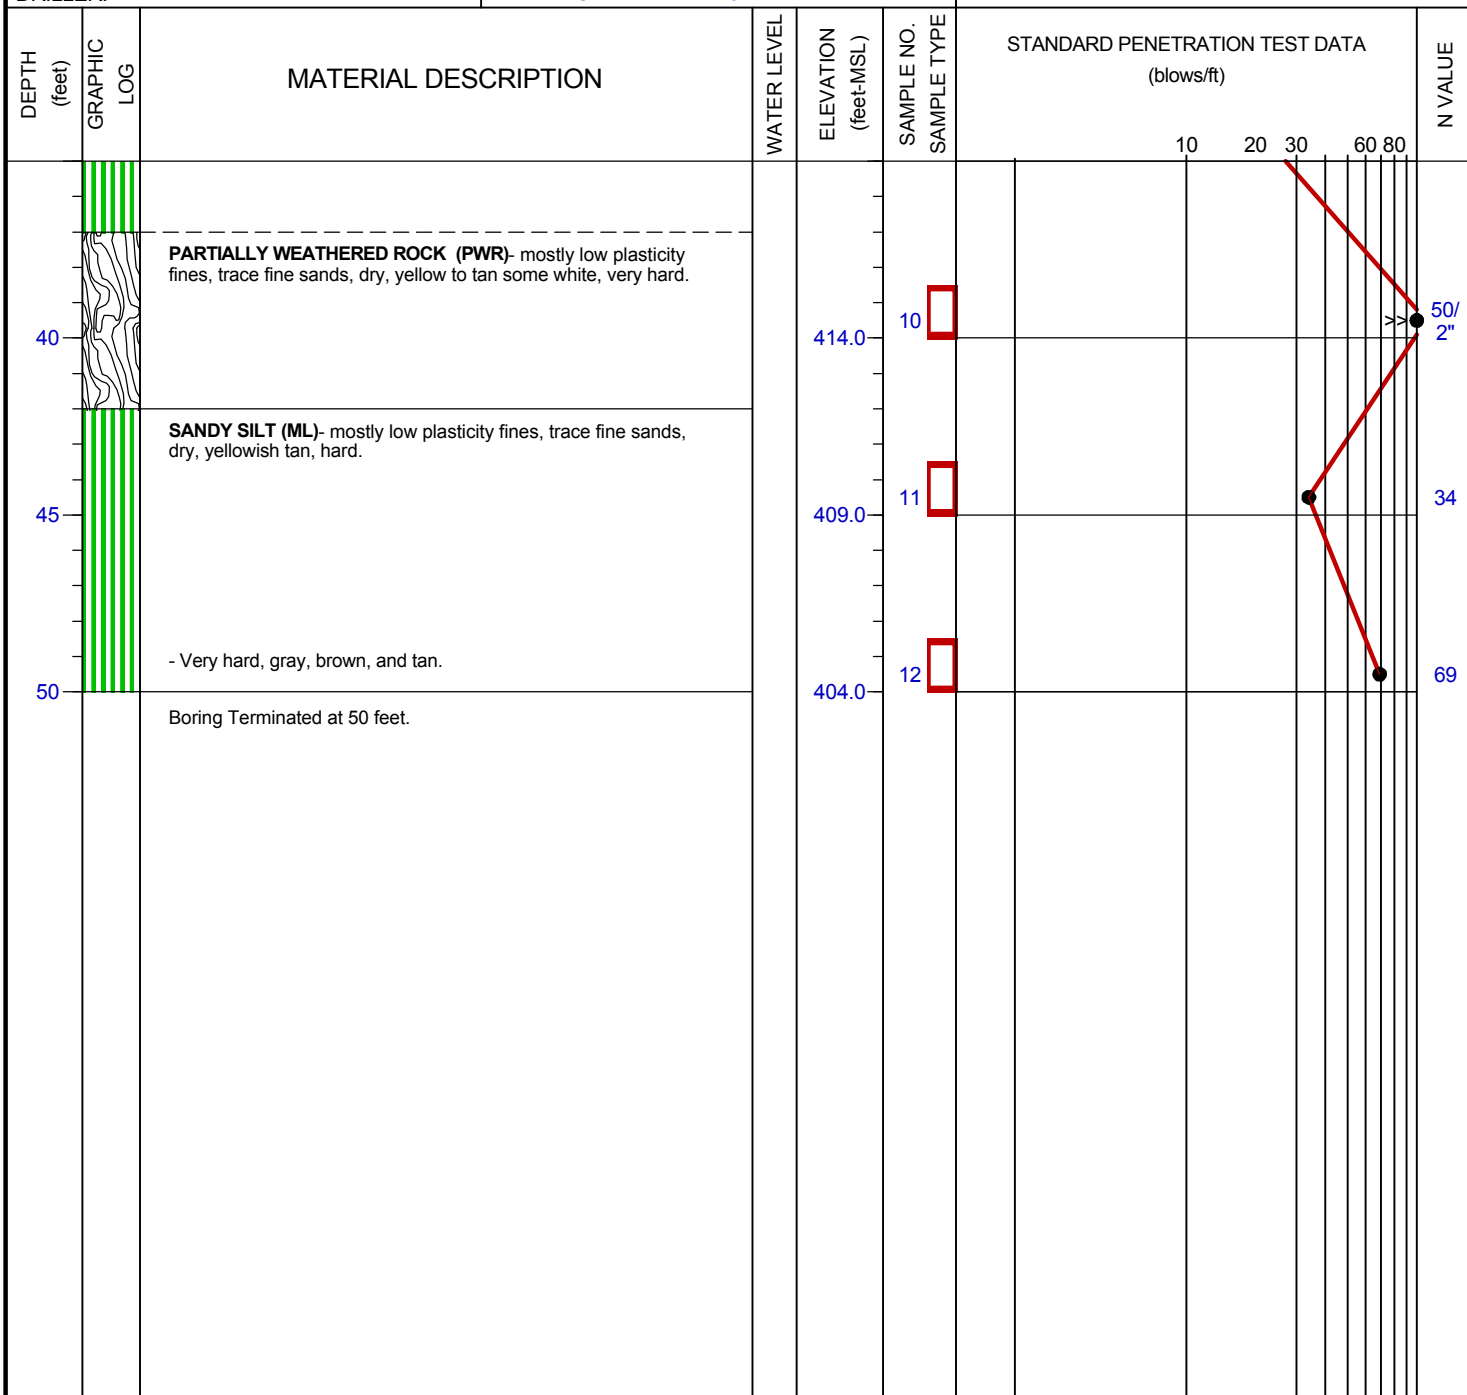 DEPTH
(feet)
GRAPHIC
LOG
MATERIAL DESCRIPTION
WATER LEVEL
ELEVATION
(feet-MSL)
SAMPLE NO.
SAMPLE TYPE
STANDARD PENETRATION TEST DATA
(blows/ft)
N VALUE
10 20 30 60 80
PARTIALLY WEATHERED ROCK (PWR)- mostly low plasticity
fines, trace fine sands, dry, yellow to tan some white, very hard.
10
>>
50/
2"
40
414.0
SANDY SILT (ML)- mostly low plasticity fines, trace fine sands,
dry, yellowish tan, hard.
11
34
45
409.0
- Very hard, gray, brown, and tan.
12
69
50
404.0
Boring Terminated at 50 feet.